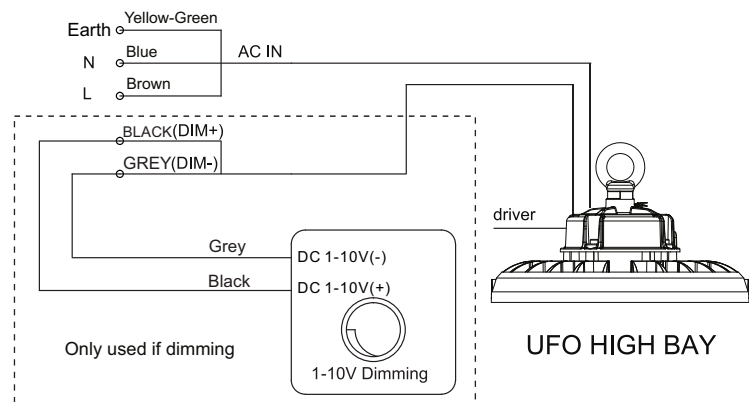 Earth
Yellow-Green
N
Blue
AC IN
L
Brown
BLACK(DIM+)
GREY(DIM-)
driver
Grey
DC 1-10V(-)
Black
DC 1-10V(+)
Only used if dimming
1-10V Dimming
UFO HIGH BAY